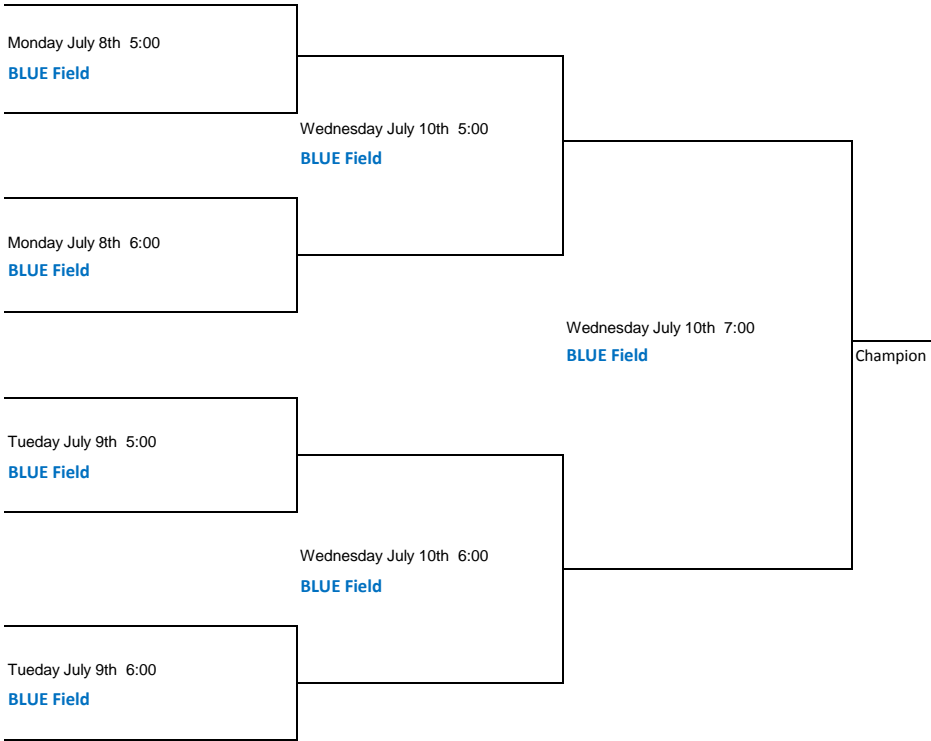 Monday July 8th 5:00
BLUE Field
Wednesday July 10th 5:00
BLUE Field
Monday July 8th 6:00
BLUE Field
Wednesday July 10th 7:00
BLUE Field
Champion
Tueday July 9th 5:00
BLUE Field
Wednesday July 10th 6:00
BLUE Field
Tueday July 9th 6:00
BLUE Field